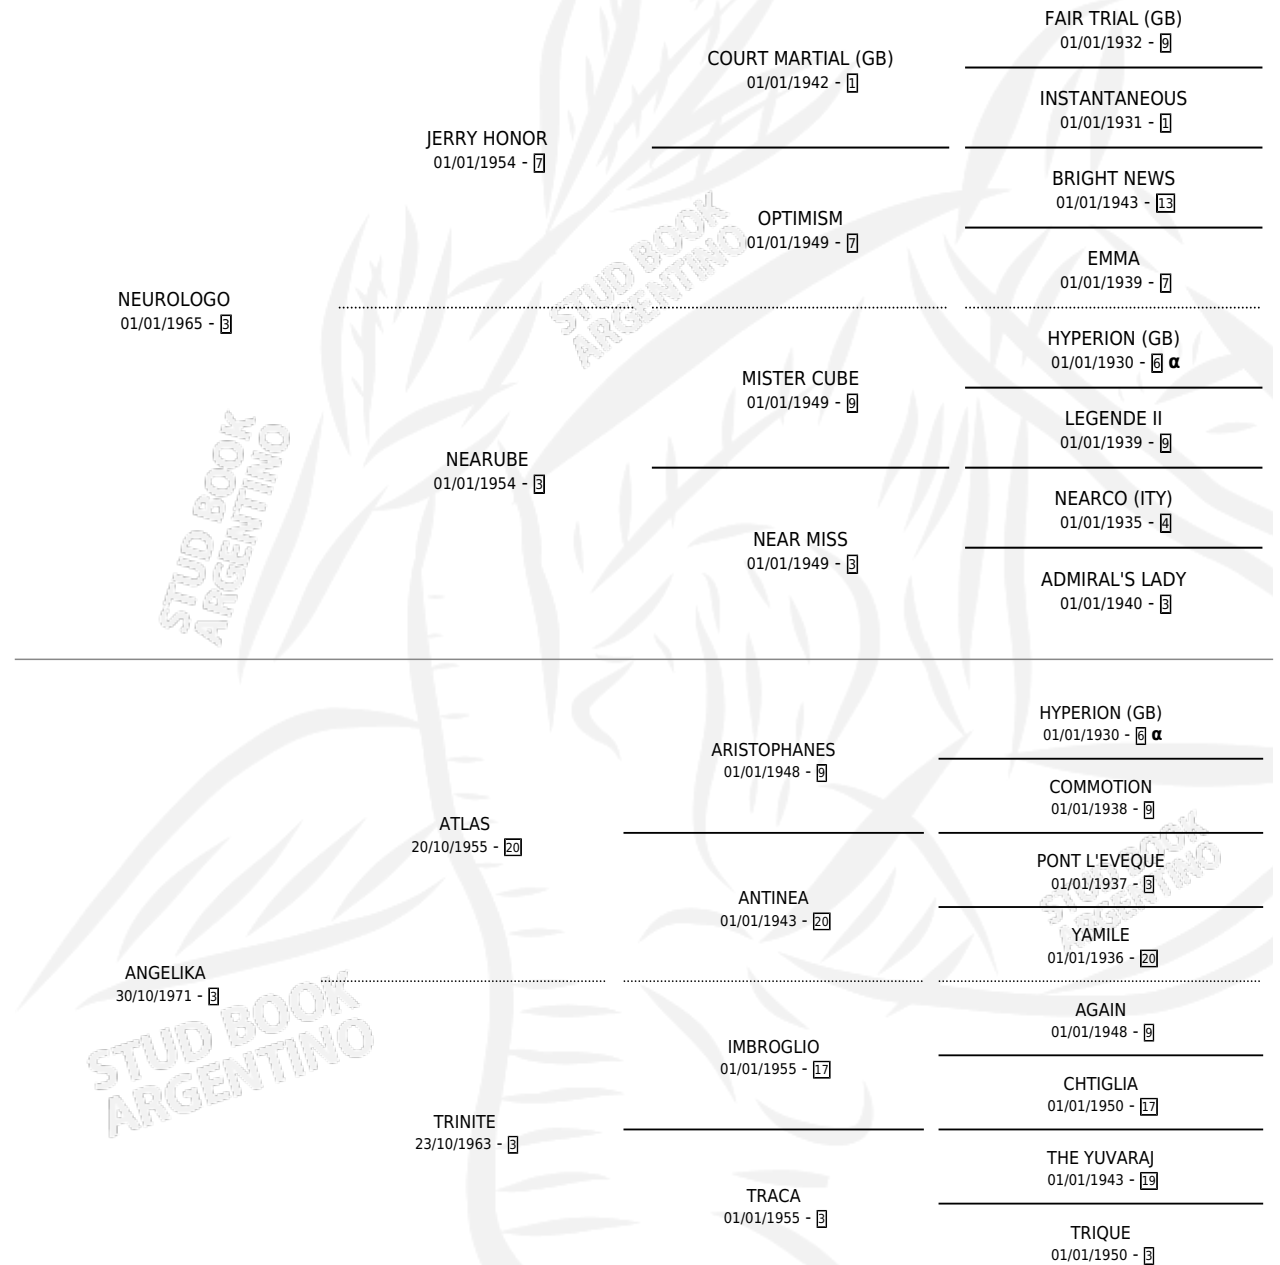 FAIR TRIAL (GB)
01/01/1932 - 9
COURT MARTIAL (GB)
01/01/1942 - 1
INSTANTANEOUS
01/01/1931 - 1
JERRY HONOR
01/01/1954 - 7
BRIGHT NEWS
01/01/1943 - 13
OPTIMISM
01/01/1949 - 7
EMMA
01/01/1939 - 7
NEUROLOGO
01/01/1965 - 3
HYPERION (GB)
01/01/1930 - 6 α
MISTER CUBE
01/01/1949 - 9
LEGENDE II
01/01/1939 - 9
NEARUBE
01/01/1954 - 3
NEARCO (ITY)
01/01/1935 - 4
NEAR MISS
01/01/1949 - 3
ADMIRAL'S LADY
01/01/1940 - 3
HYPERION (GB)
01/01/1930 - 6 α
ARISTOPHANES
01/01/1948 - 9
COMMOTION
01/01/1938 - 9
ATLAS
20/10/1955 - 20
PONT L'EVEQUE
01/01/1937 - 3
ANTINEA
01/01/1943 - 20
YAMILE
01/01/1936 - 20
ANGELIKA
30/10/1971 - 3
AGAIN
01/01/1948 - 9
IMBROGLIO
01/01/1955 - 17
CHTIGLIA
01/01/1950 - 17
TRINITE
23/10/1963 - 3
THE YUVARAJ
01/01/1943 - 19
TRACA
01/01/1955 - 3
TRIQUE
01/01/1950 - 3
STUD BOOK
ARGENTINO
STUD BOOK
ARGENTINO
STUD BOOK
ARGENTINO
STUD BOOK
ARGENTINO